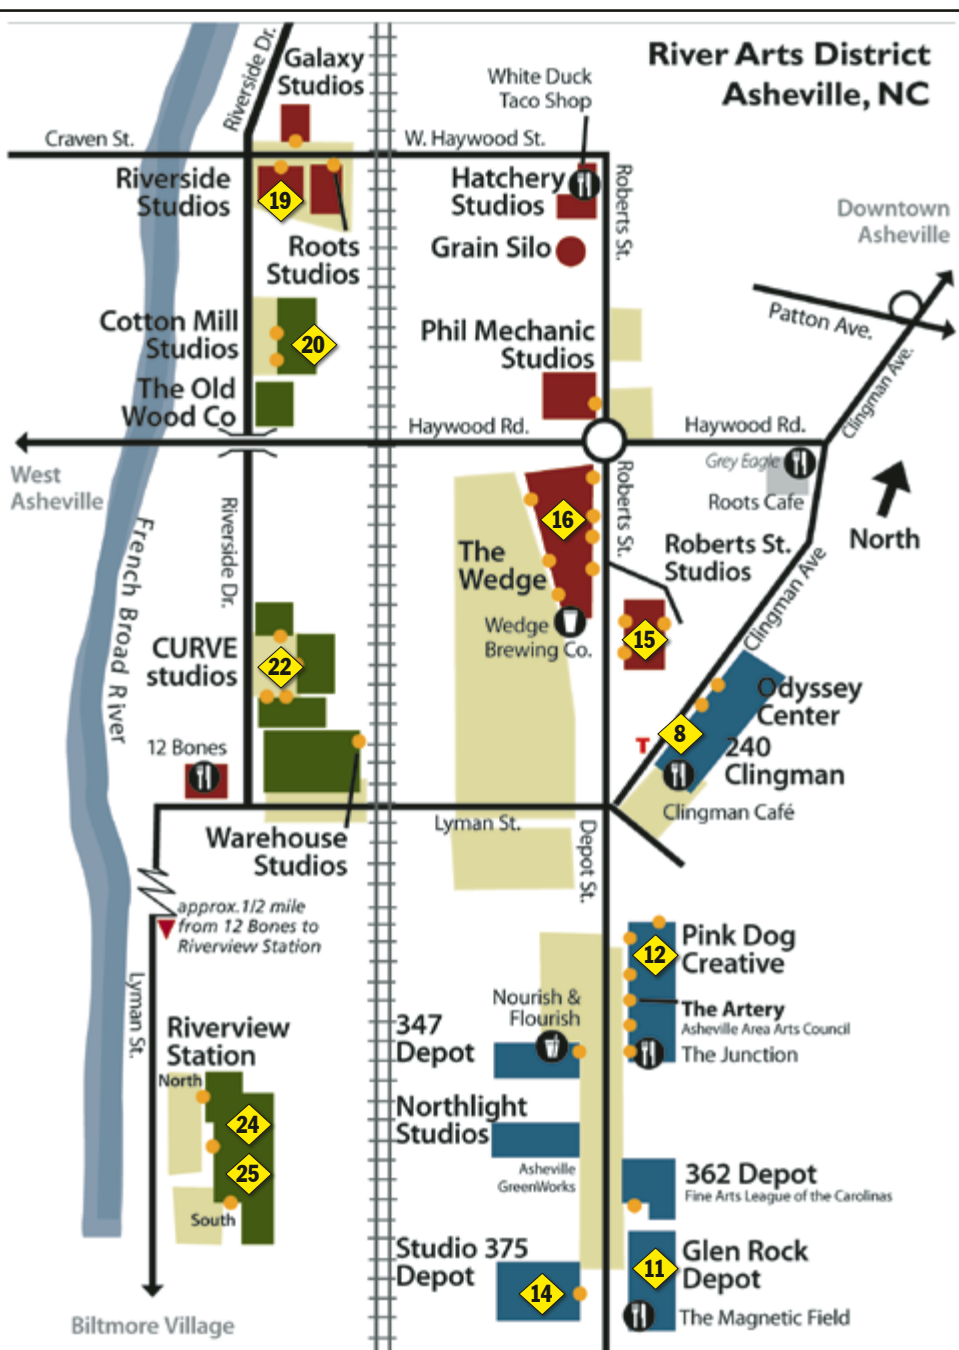 River Arts District
Asheville, NC
Riverside Dr.
Galaxy
Studios
White Duck
Taco Shop
Craven St.
W. Haywood St.
Riverside
Studios
19
Roots
Studios
Hatchery
Studios
Roberts St.
Grain Silo
Downtown
Asheville
Patton Ave.
Clingman Ave.
Cotton Mill
Studios
20
Phil Mechanic
Studios
The Old
Wood Co
Haywood Rd.
Haywood Rd.
West
Asheville
Grey Eagle
Roots Cafe
North
French Broad River
Riverside Dr.
16
Roberts St.
The
Wedge
Roberts St.
Studios
Clingman Ave
Wedge
Brewing Co.
15
CURVE
studios
22
Odyssey
Center
8
T
240
Clingman
12 Bones
Clingman Café
Lyman St.
Warehouse
Studios
Depot St.
approx.1/2 mile
from 12 Bones to
Riverview Station
12
Pink Dog
Creative
Lyman St.
The Artery
Asheville Area Arts Council
The Junction
Nourish &
Flourish
347
Depot
Riverview
Station
North
24
25
South
Northlight
Studios
Asheville
GreenWorks
362 Depot
Fine Arts League of the Carolinas
Studio 375
Depot
14
11
Glen Rock
Depot
The Magnetic Field
Biltmore Village